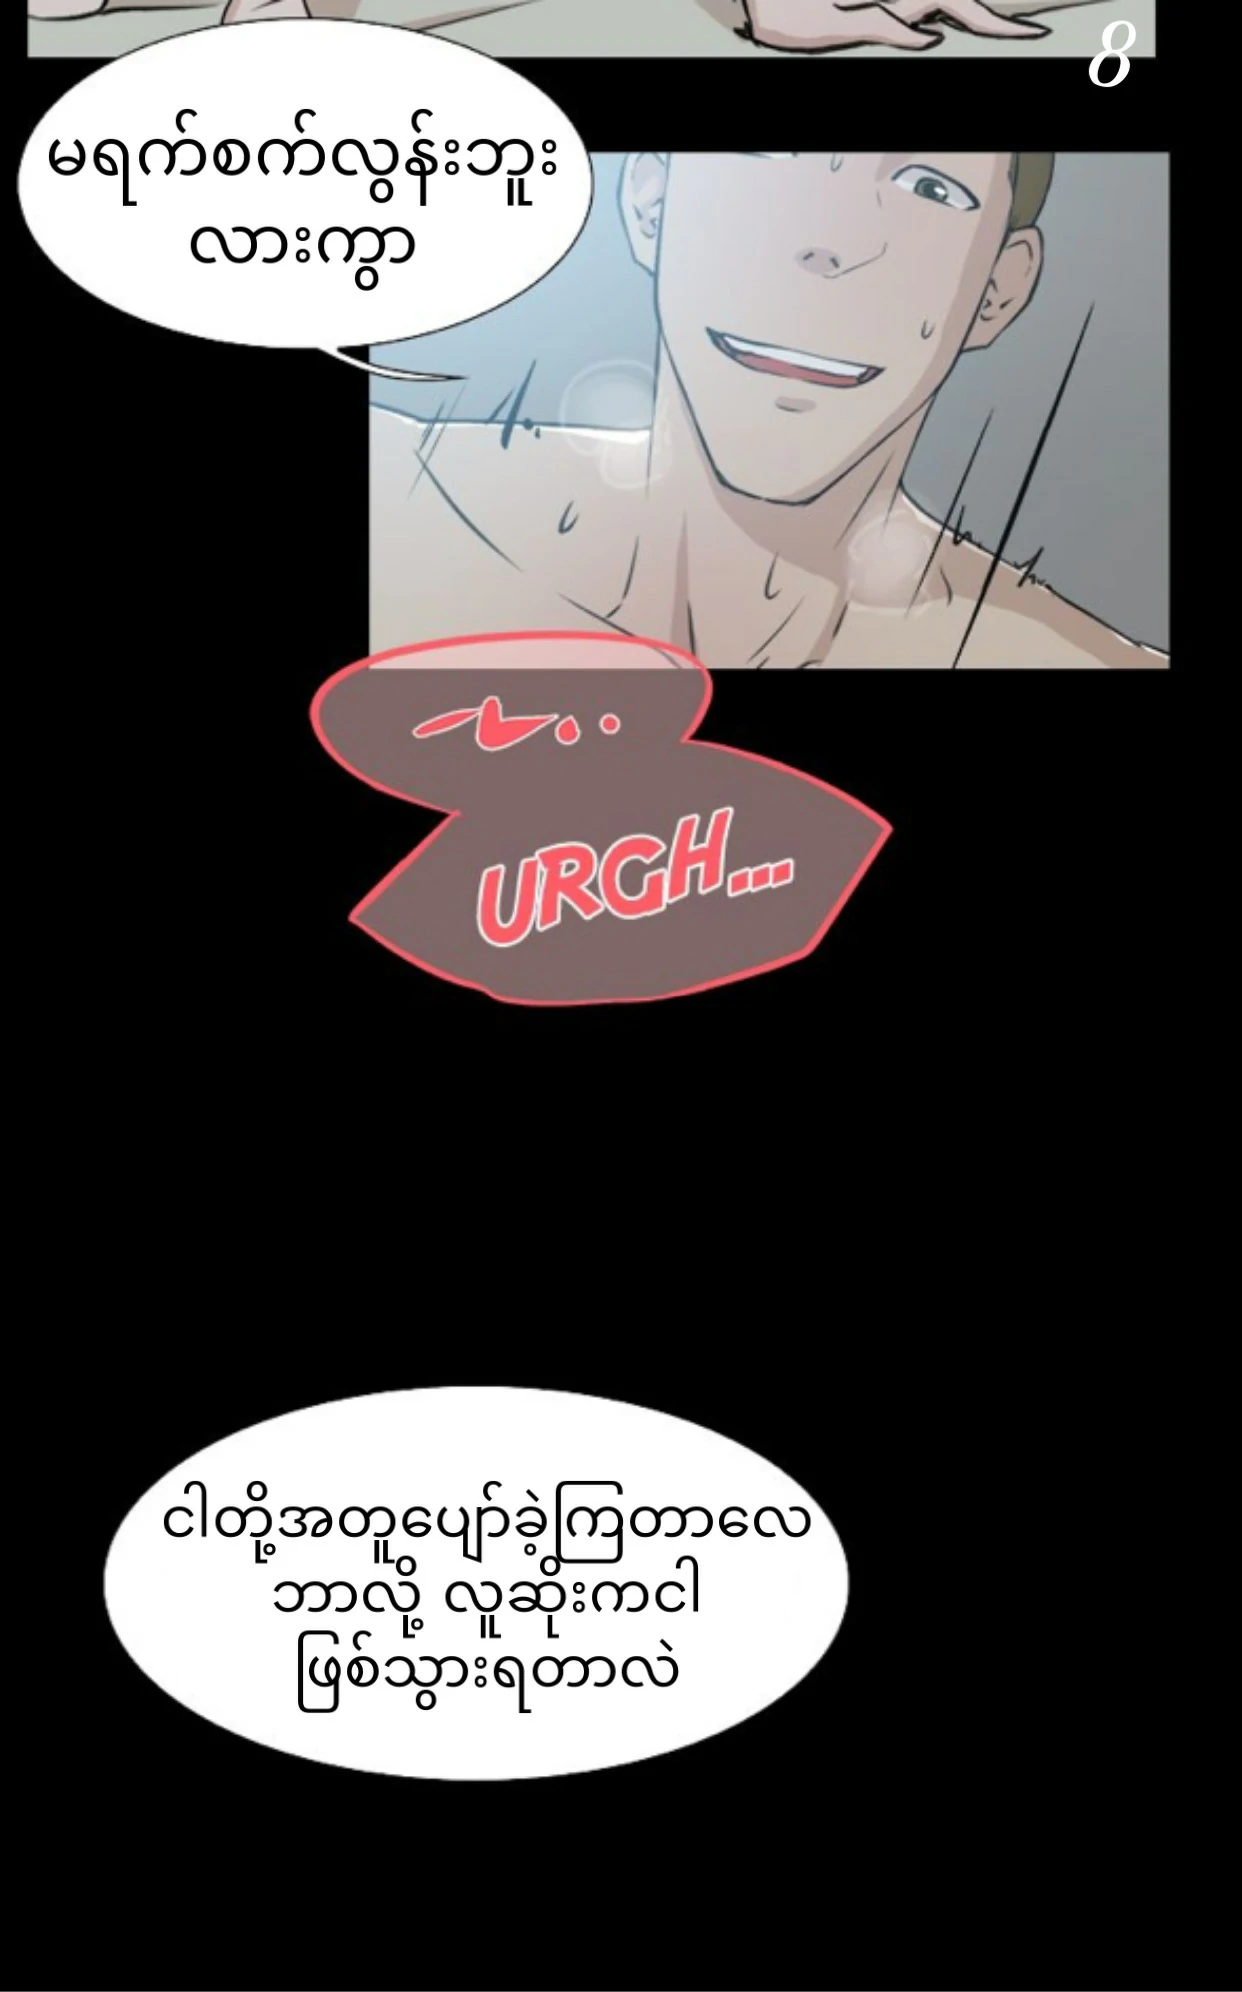 8
မရက်စက်လွန်းဘူး
လားကွာ
URGH...
ငါတို့အတူပျော်ခဲ့ကြတာလေ
ဘာလို့ လူဆိုးကငါ
ဖြစ်သွားရတာလဲ